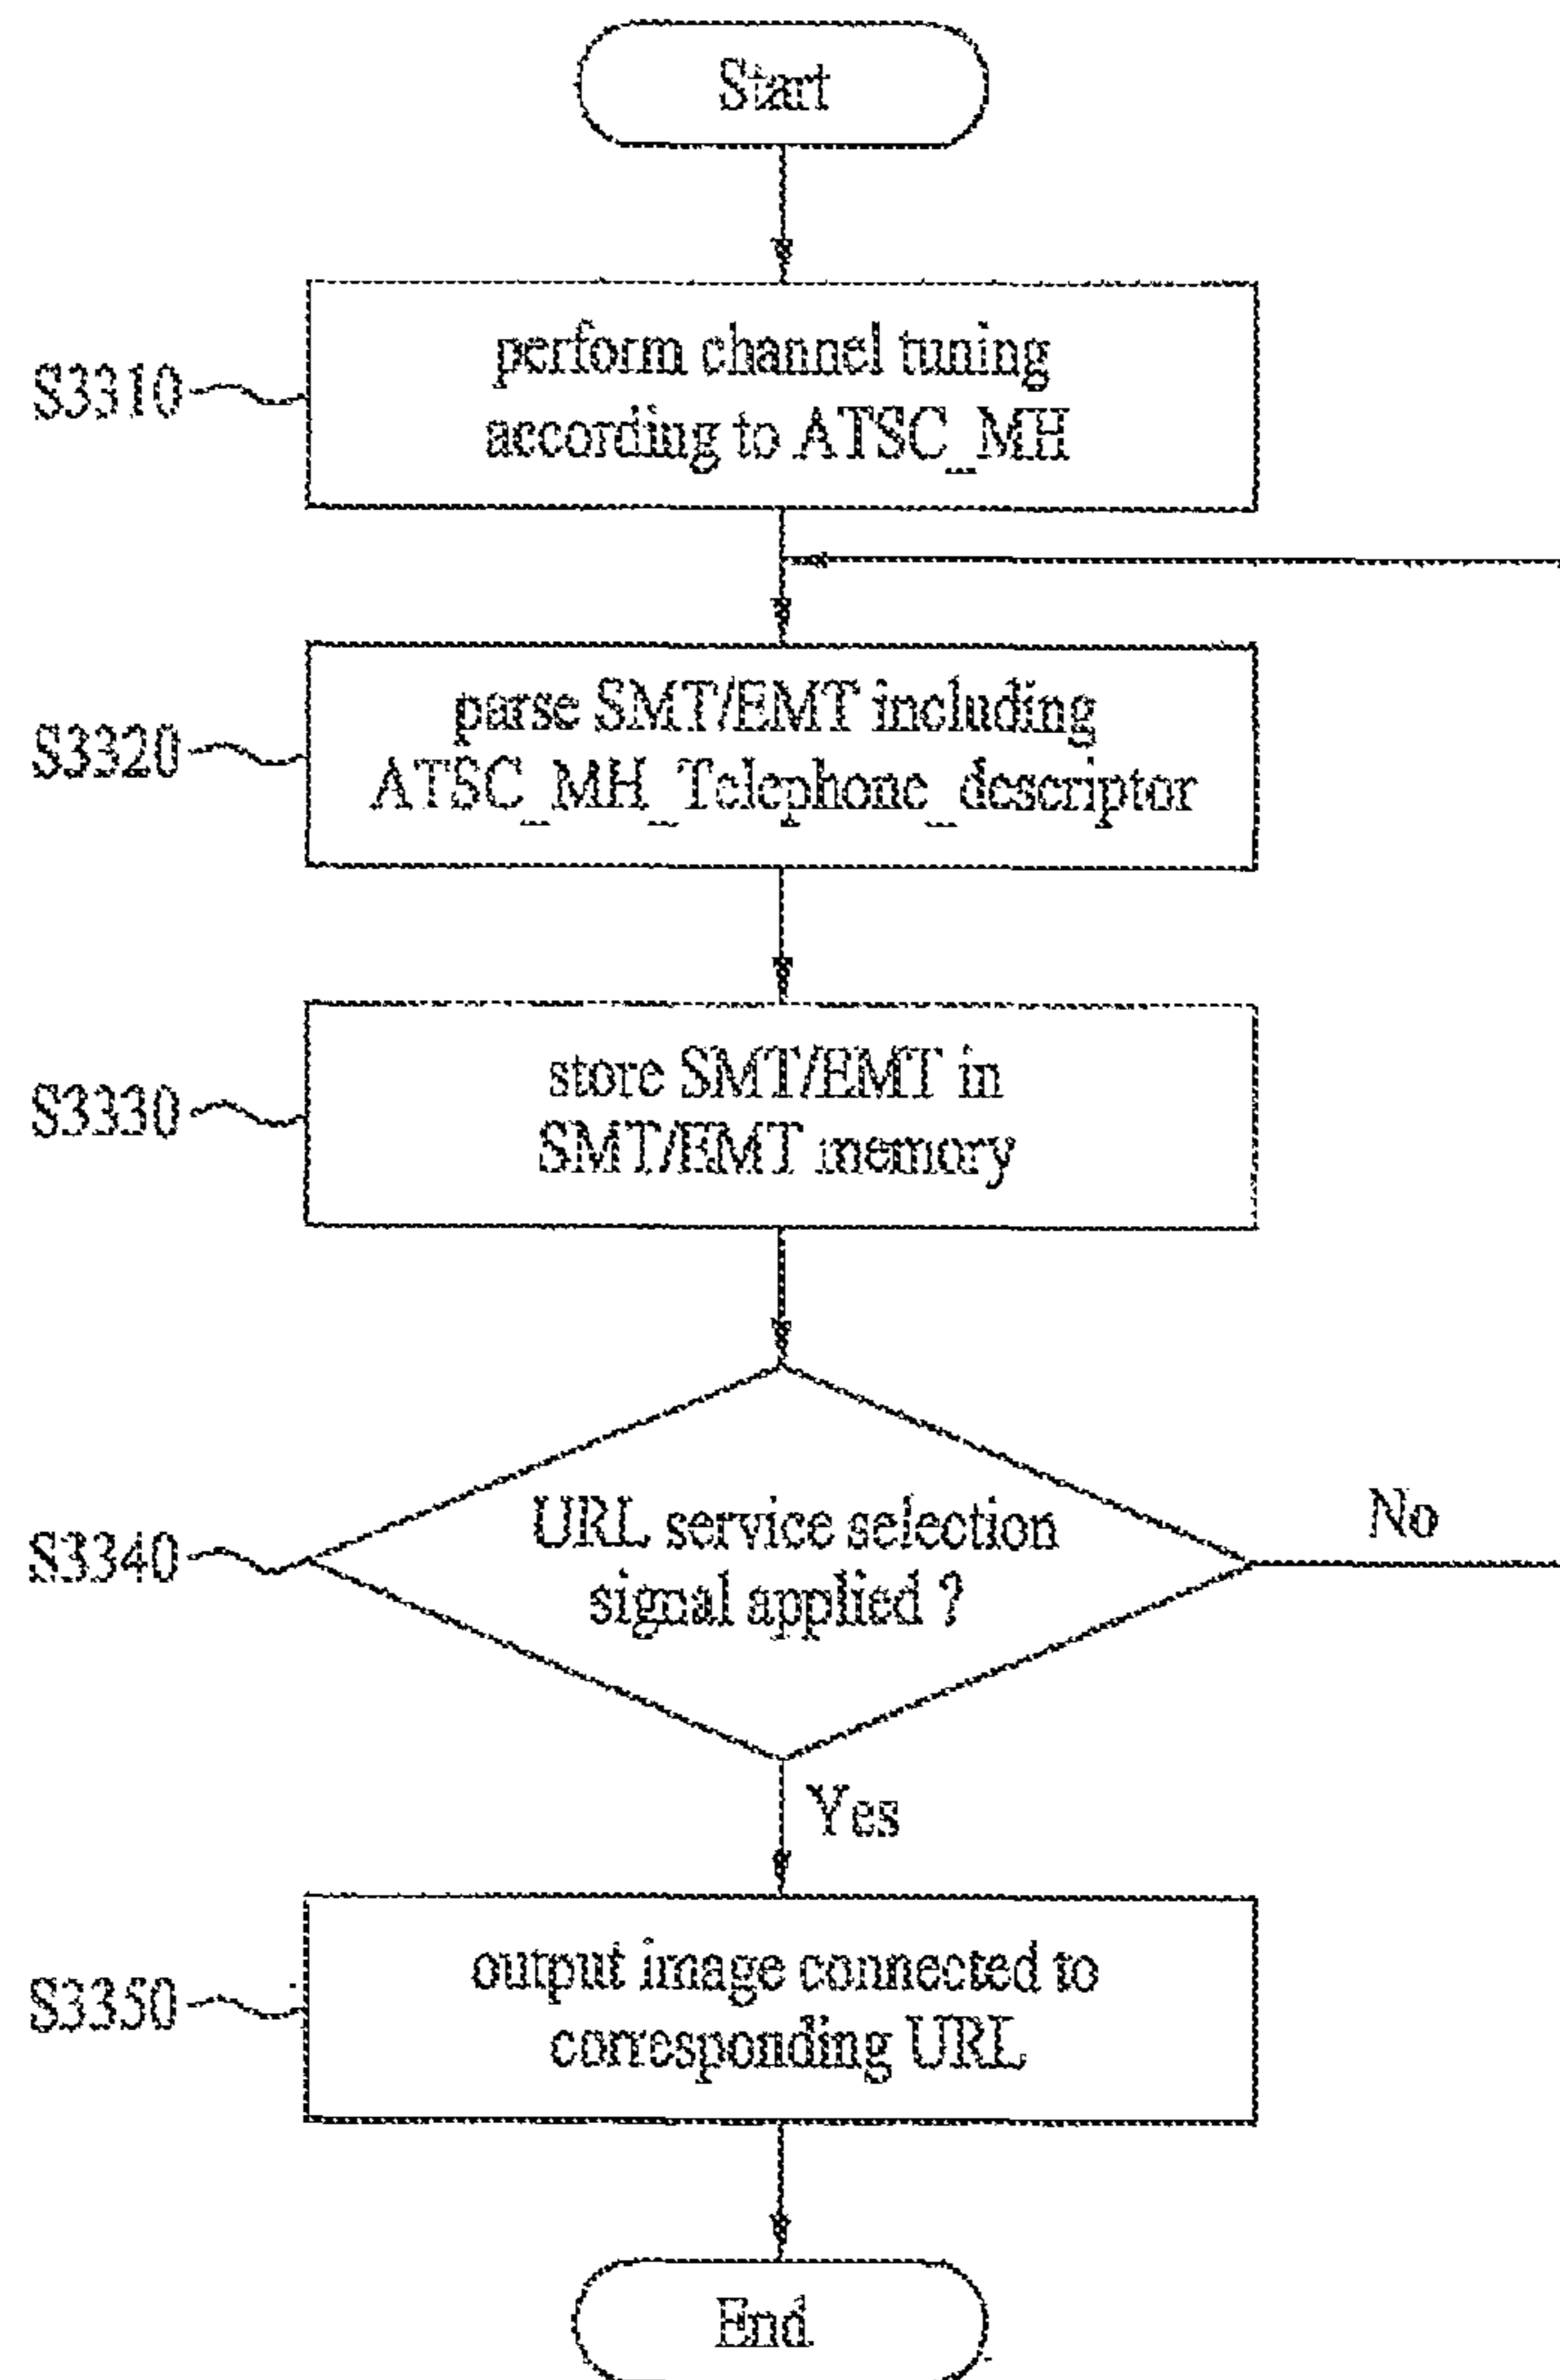 Start
S3310
perform channel tuning
according to ATSC_MH
S3320
parse SMT/EMT including
ATSC_MH_Telephone_descriptor
S3330
store SMT/EMT in
SMT/EMT memory
S3340
URL service selection
signal applied ?
No
Yes
S3350
output image connected to
corresponding URL
End